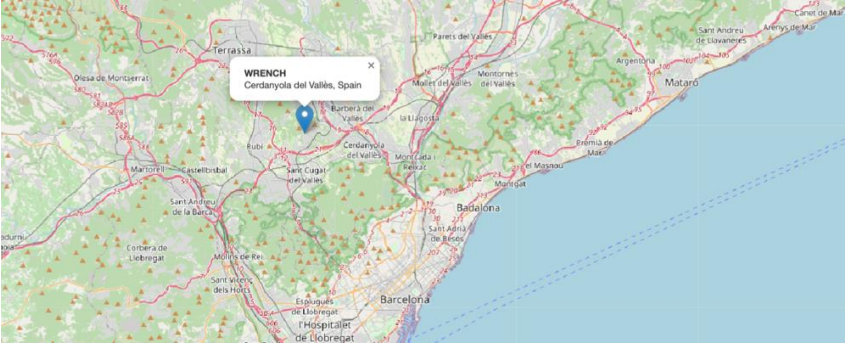 Canet de Mar
Sant Andreu
de Llavaneres
Arenys de Mar
Parets del Vallès
Terrassa
Argentona
WRENCH
Cerdanyola del Vallès, Spain
Olesa de Montserrat
Mollet del Vallès
Montornès
del Vallès
Mataró
Barberà del
Vallès
la Llagosta
Rubí
Cerdanyola
del Vallès
Montcada i
Reixac
Premià de
Mar
el Masnou
Martorell
Castellbisbal
Sant Cugat
del Vallès
Montgat
Sant Andreu
de la Barca
Badalona
Sant Adrià
de Besòs
Corbera de
Llobregat
Molins de Rei
Sant Vicenç
dels Horts
Esplugues
de Llobregat
Barcelona
l'Hospitalet
de Llobregat